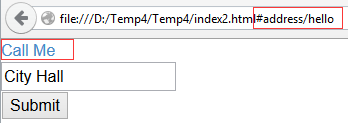 file:///D:/Temp4/Temp4/index2.html#address/hello
Call Me
City Hall
Submit